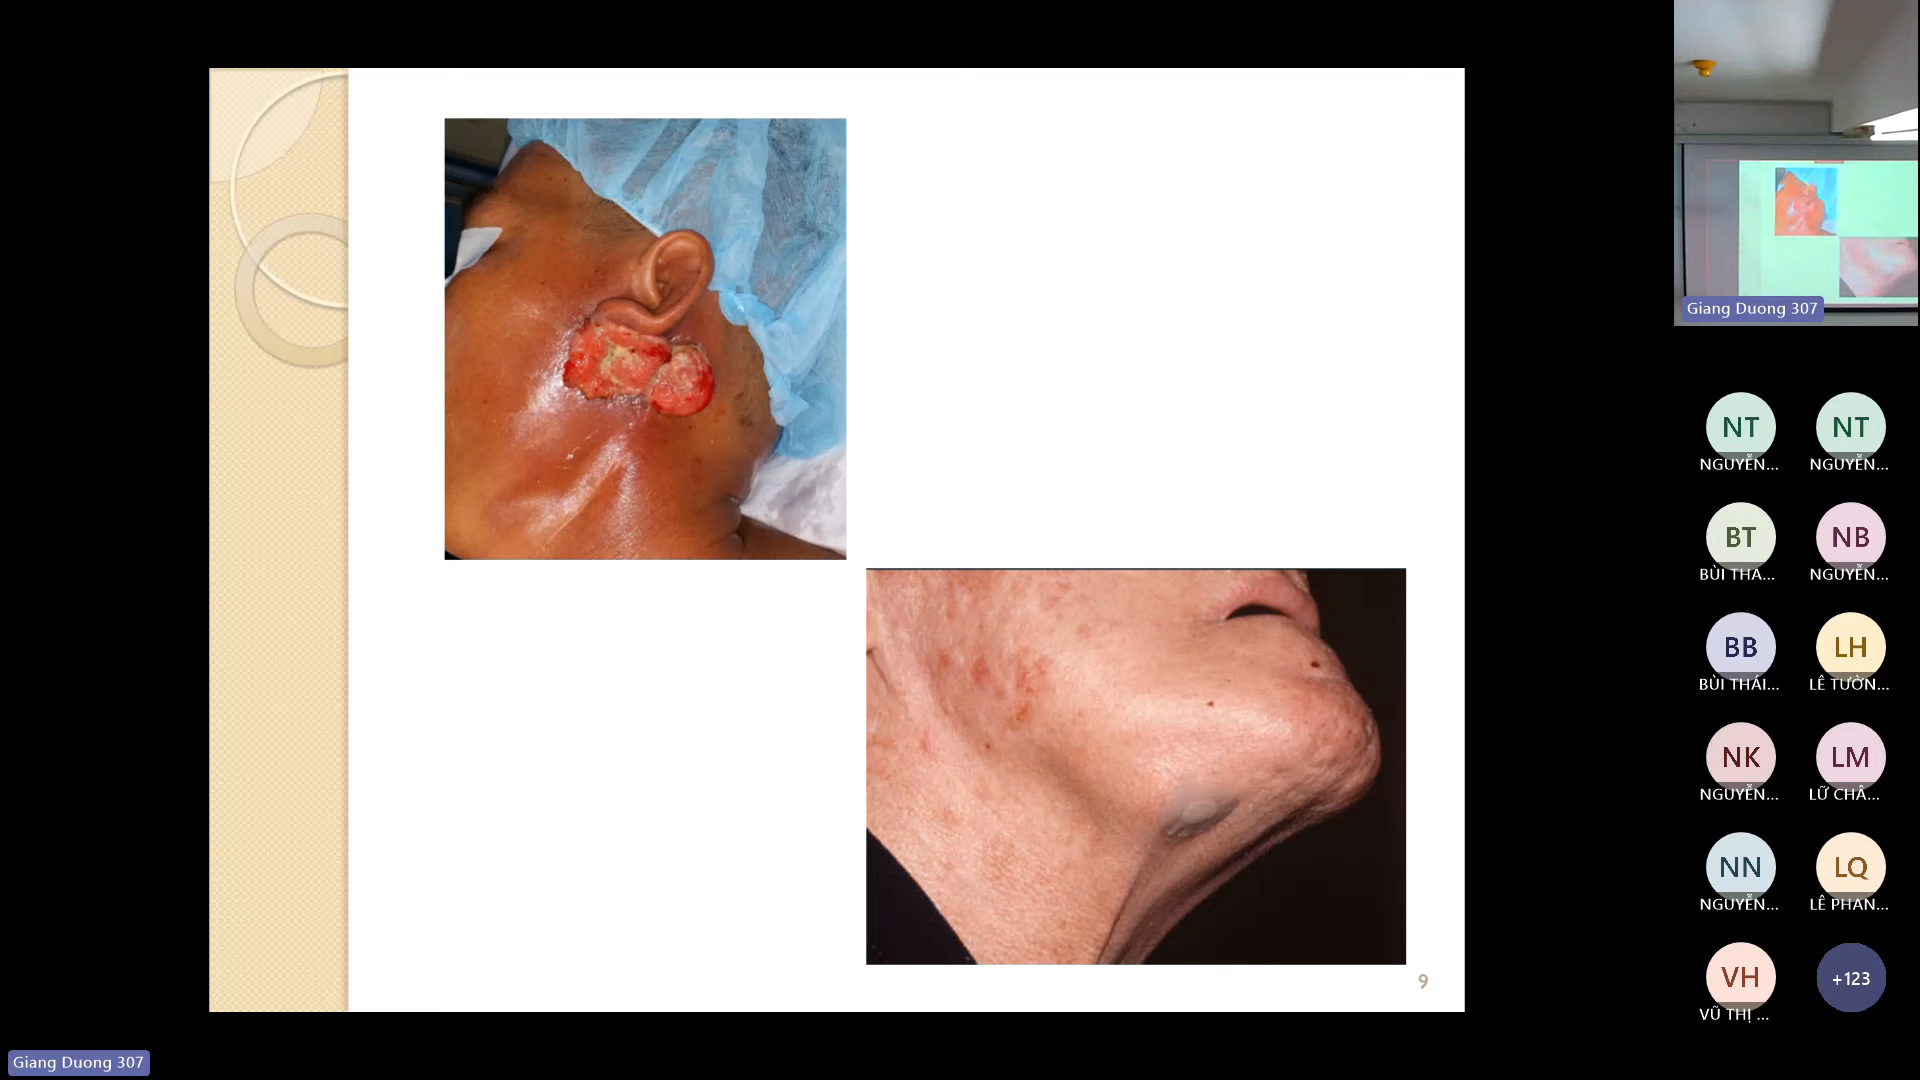 9
Giang Duong 307
NT
NGUYỄN...
NT
NGUYỄN...
BT
BÙI THA...
NB
NGUYỄN...
BB
BÙI THÁI...
LH
LÊ TƯỜN...
NK
NGUYỄN...
LM
LỮ CHÂ...
NN
NGUYỄN...
LQ
LÊ PHAN...
VH
VŨ THỊ ...
+123
Giang Duong 307